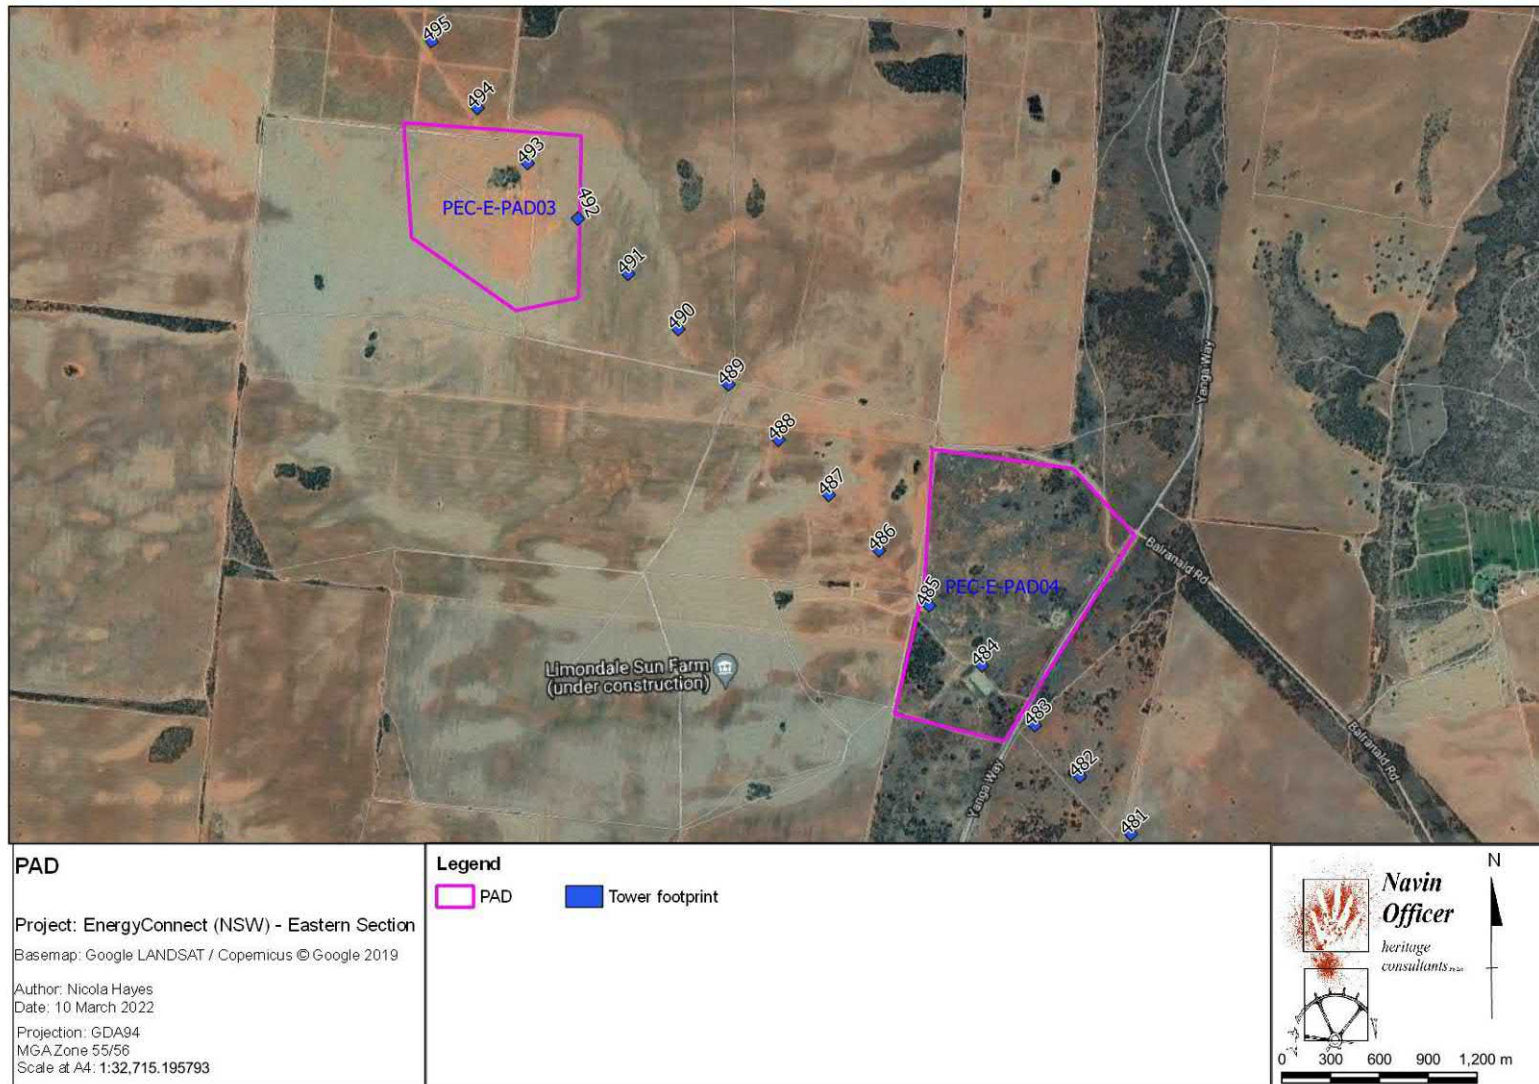 495
494
493
492
PEC-E-PAD03
491
490
489
488
487
486
485
PEC-E-PAD04
484
483
482
481
Yanga Way
Balranald Rd
Balranald Rd
Yanga Way
Limondale Sun Farm
(under construction)
PAD
Project: EnergyConnect (NSW) - Eastern Section
Basemap: Google LANDSAT / Copernicus © Google 2019
Author: Nicola Hayes
Date: 10 March 2022
Projection: GDA94
MGA Zone 55/56
Scale at A4: 1:32,715.195793
Legend
PAD
Tower footprint
Navin
Officer
heritage
consultants
N
0 300 600 900 1,200 m